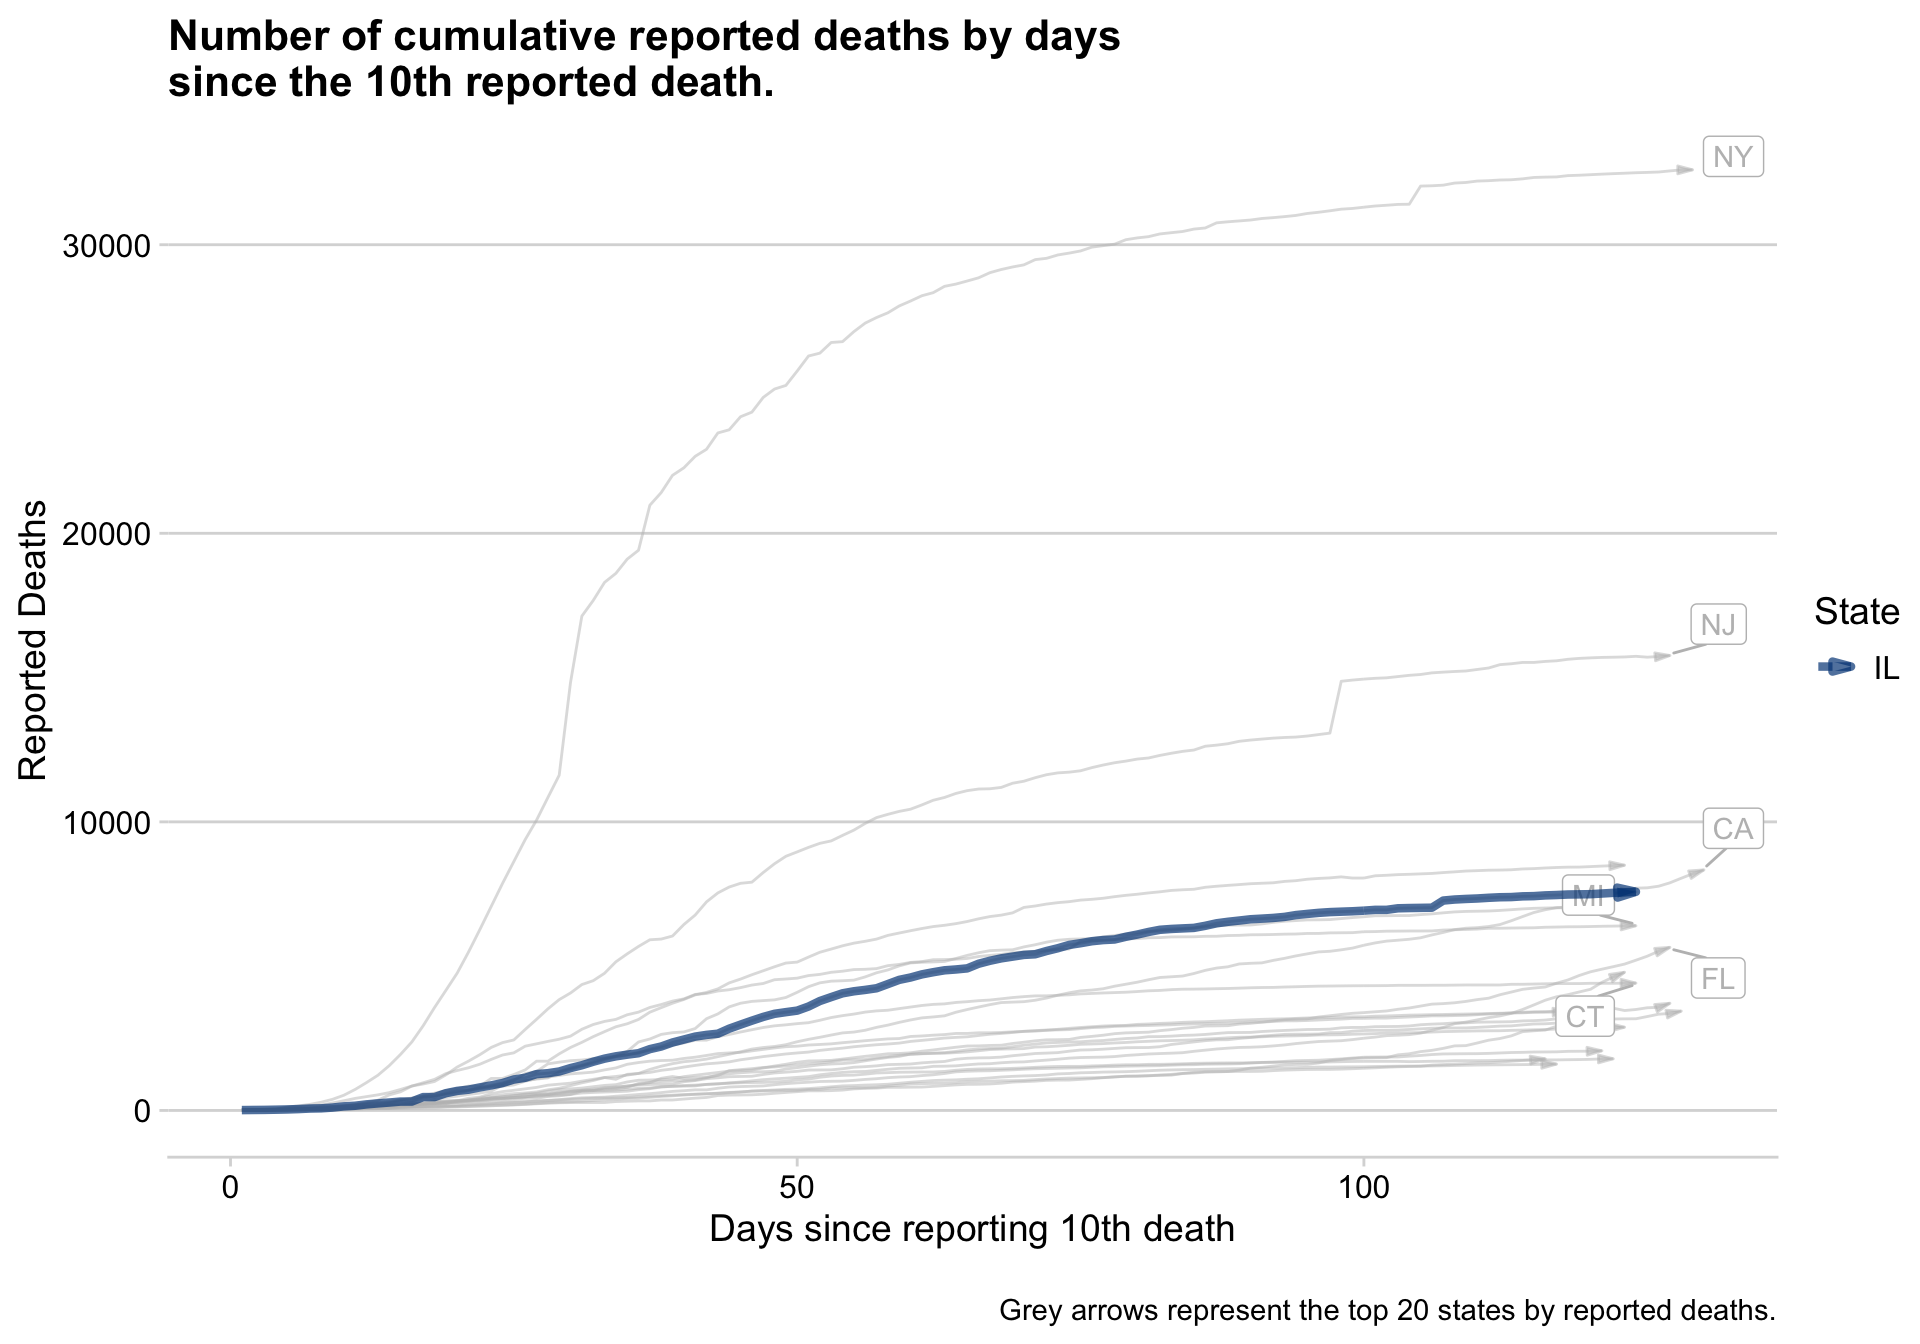 Number of cumulative reported deaths by days
since the 10th reported death.
NY
30000
NJ
20000
State
IL
Reported Deaths
10000
CA
MI
FL
CT
0
0
50
100
Days since reporting 10th death
Grey arrows represent the top 20 states by reported deaths.